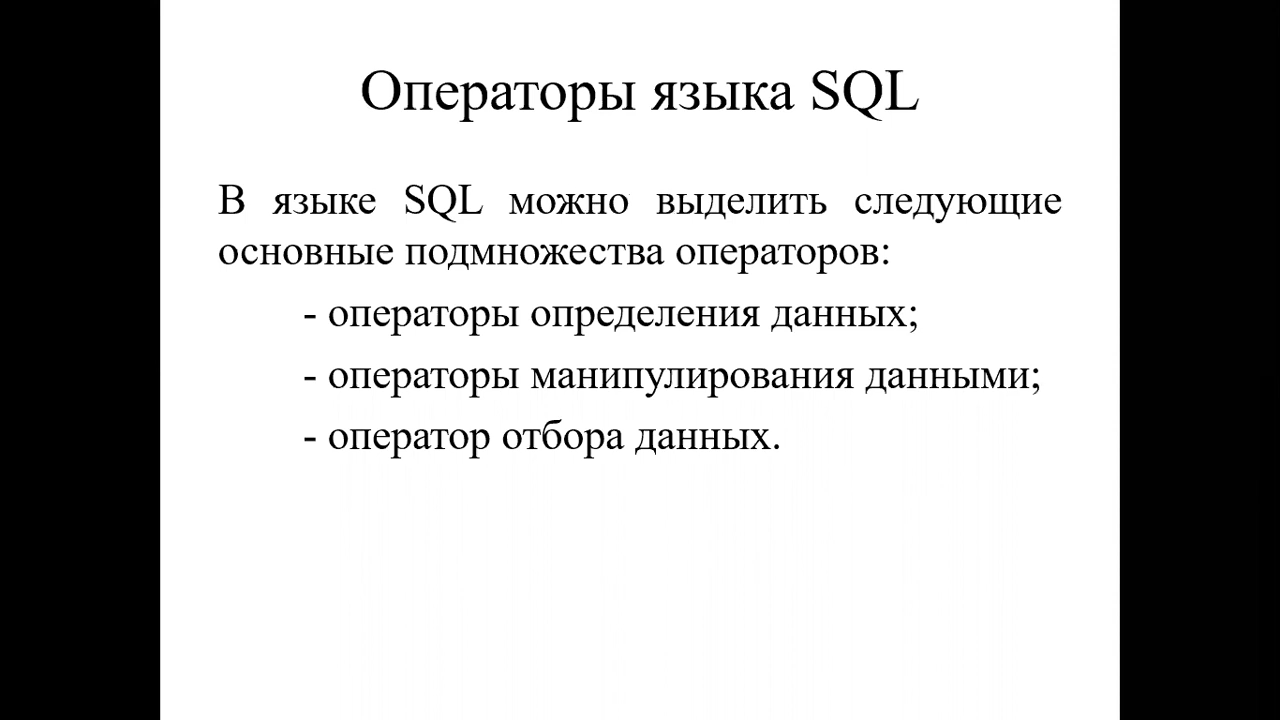 Операторы языка SQL
В языке SQL можно выделить следующие
основные подмножества операторов:
- операторы определения данных;
- операторы манипулирования данными;
- оператор отбора данных.